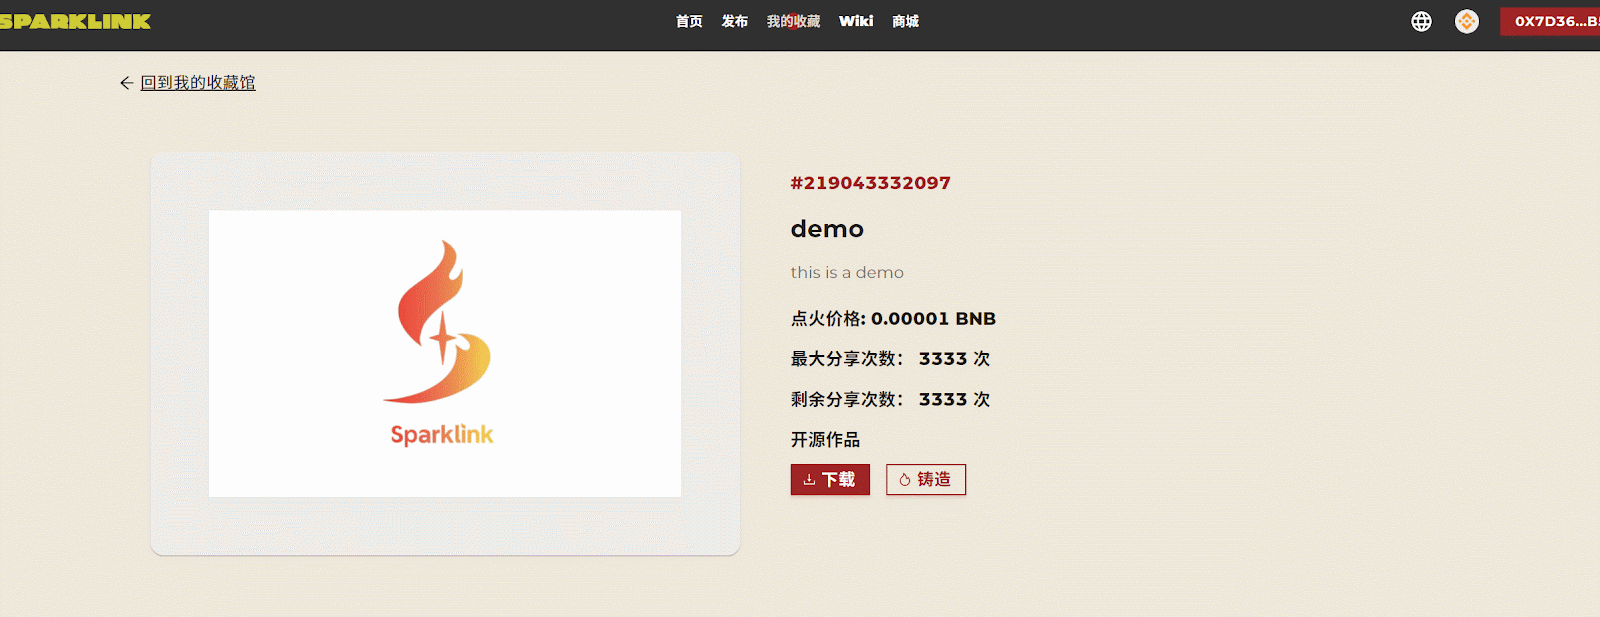 SPARKLINK
首页 发布 我的收藏 Wiki 商城
0X7D36...B5
回到我的收藏馆
#219043332097
demo
this is a demo
点火价格: 0.00001 BNB
最大分享次数： 3333 次
剩余分享次数： 3333 次
开源作品
下载 铸造
Sparklink